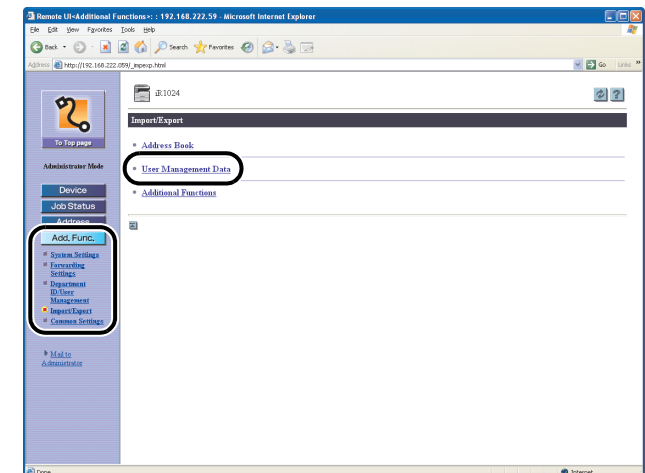 Remote UI<Additional Functions>: : 192.168.222.59 - Microsoft Internet Explorer
File Edit View Favorites Tools Help
Back Search Favorites
Address http://192.168.222.059/_impexp.html Go Links »
iR1024
Import/Export
To Top page
Address Book
Administrator Mode
User Management Data
Device
Additional Functions
Job Status
Address
Add. Func.
System Settings
Forwarding
Settings
Department
ID/User
Management
Import/Export
Common Settings
Mail to
Administrator
Done Internet